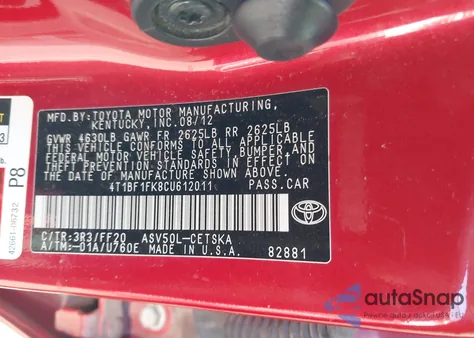 MFD.BY: TOYOTA MOTOR MANUFACTURING,
KENTUCKY, INC. 08/12
GVWR 4630LB GAWR FR 2625LB RR 2625LB
THIS VEHICLE CONFORMS TO ALL APPLICABLE
FEDERAL MOTOR VEHICLE SAFETY, BUMPER, AND
THEFT PREVENTION STANDARDS IN EFFECT ON
THE DATE OF MANUFACTURE SHOWN ABOVE.
4T1BF1FK8CU612011 PASS.CAR
C/TR:3R3/FF20 ASV50L-CETSKA
A/TM:-01A/U760E MADE IN U.S.A. 82881
TOYOTA
P8
autoSnap